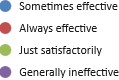 Sometimes effective
Always effective
Just satisfactorily
Generally ineffective